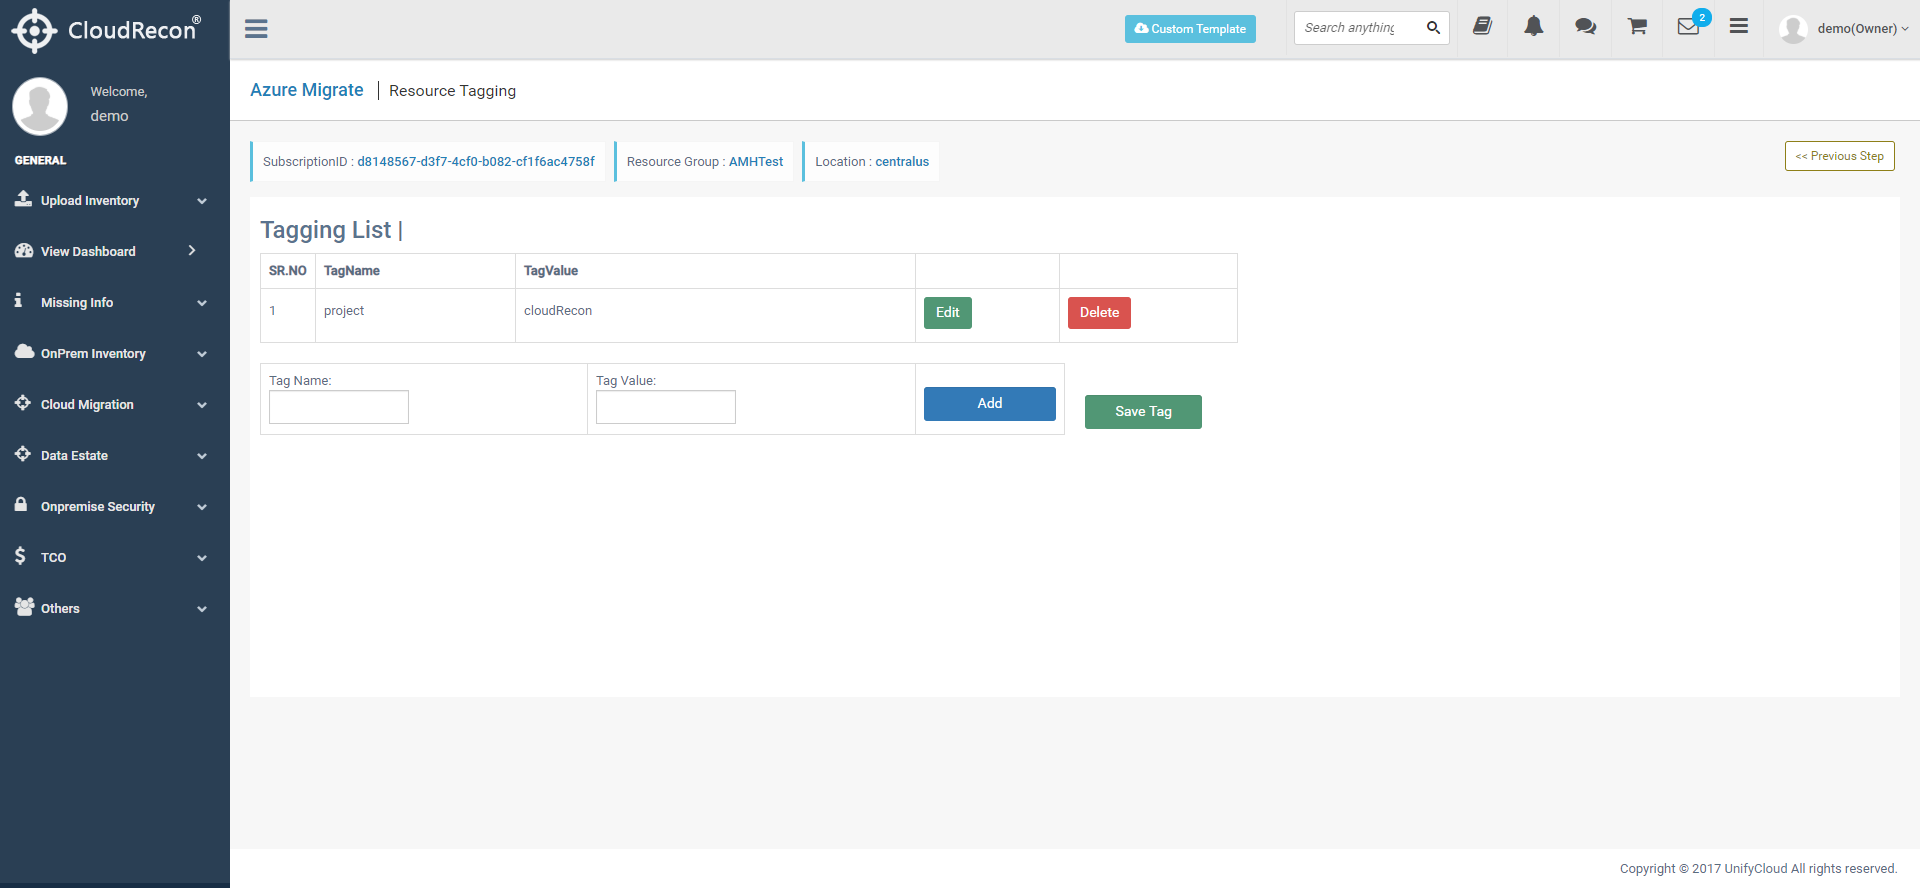 CloudRecon®
Custom Template
Search anything
2
demo(Owner)
Welcome,
demo
GENERAL
Upload Inventory
View Dashboard
Missing Info
OnPrem Inventory
Cloud Migration
Data Estate
Onpremise Security
TCO
Others
Azure Migrate | Resource Tagging
SubscriptionID : d8148567-d3f7-4cf0-b082-cf1f6ac4758f
Resource Group : AMHTest
Location : centralus
<< Previous Step
Tagging List |
SR.NO TagName TagValue
1 project cloudRecon Edit Delete
Tag Name: Tag Value:
Add
Save Tag
Copyright © 2017 UnifyCloud All rights reserved.